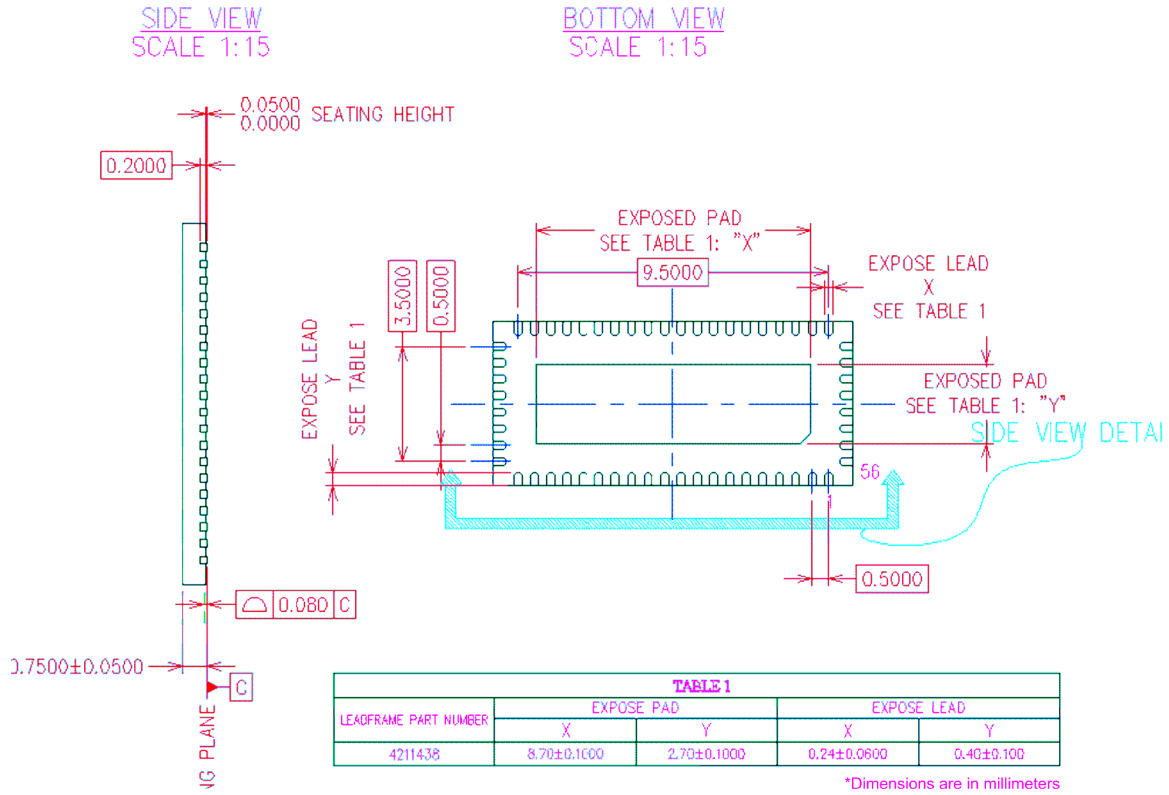 SIDE VIEW
SCALE 1:15
BOTTOM VIEW
SCALE 1:15
0.0500
0.0000
SEATING HEIGHT
0.2000
EXPOSED PAD
SEE TABLE 1: "X"
9.5000
EXPOSE LEAD
X
SEE TABLE 1
3.5000
0.5000
EXPOSE LEAD
Y
SEE TABLE 1
EXPOSED PAD
SEE TABLE 1: "Y"
SIDE VIEW DETAI
56
1
0.5000
0.080 C
0.7500±0.0500
C
NG PLANE
TABLE 1
LEADFRAME PART NUMBER
EXPOSE PAD
EXPOSE LEAD
X Y X Y
4211438 8.70±0.1000 2.70±0.1000 0.24±0.0600 0.40±0.100
*Dimensions are in millimeters